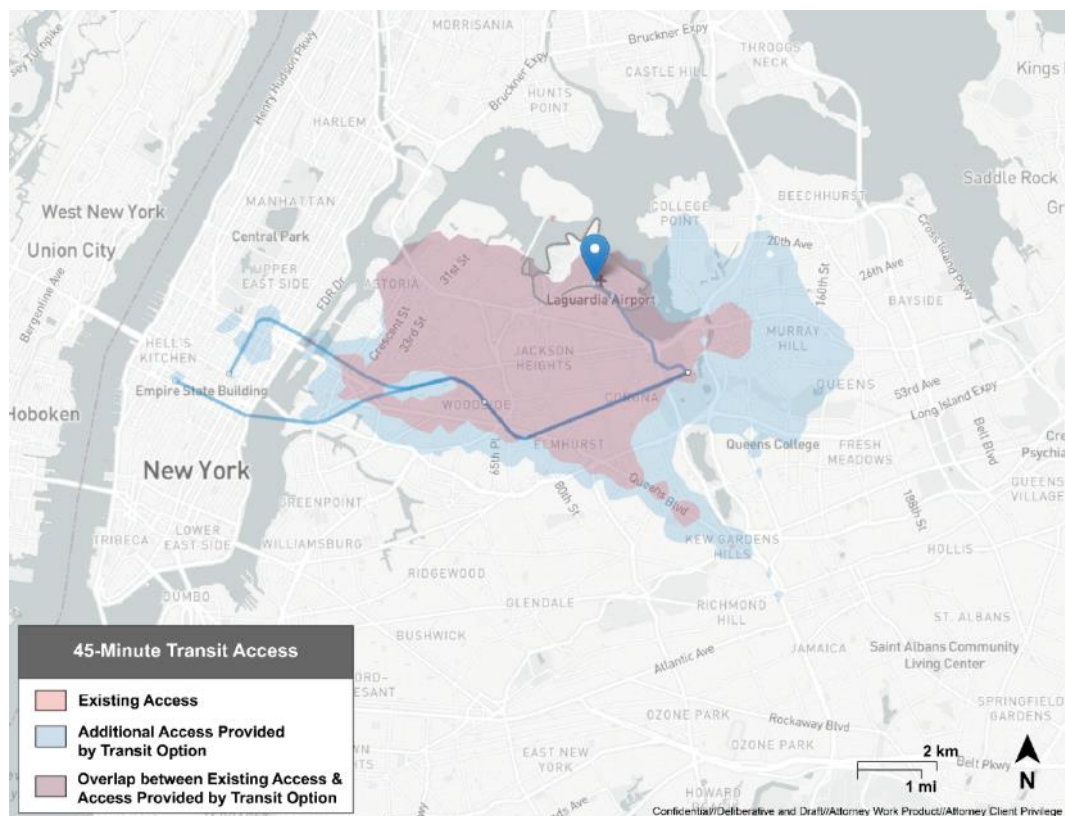 MORRISANIA
Bruckner Expy
THROGGS
NECK
CASTLE HILL
Kings
Henry Hudson Pkwy
HUNTS
POINT
Bruckner Expy
HARLEM
Saddle Rock
BEECHHURST
West New York
MANHATTAN
COLLEGE
POINT
Union City
Central Park
31st St
20th Ave
Cross Island Pkwy
UPPER
EAST SIDE
FDR Dr
ASTORIA
26th Ave
Bergenline Ave
Laguardia Airport
160th St
BAYSIDE
Crescent St
33rd St
HELL'S
KITCHEN
JACKSON
HEIGHTS
MURRAY
HILL
Empire State Building
CORONA
QUEENS
53rd Ave
Long Island Expy
Hoboken
WOODSIDE
Bell Blvd
New York
65th Pl
ELMHURST
Queens College
FRESH
MEADOWS
Psychia
80th St
Queens Blvd
188th St
QUEENS
VILLAGE
GREENPOINT
TRIBECA
LOWER
EAST SIDE
WILLIAMSBURG
KEW GARDENS
HILLS
HOLLIS
RIDGEWOOD
DUMBO
GLENDALE
RICHMOND
HILL
ST. ALBANS
BUSHWICK
Atlantic Ave
JAMAICA
Saint Albans Community
Living Center
45-Minute Transit Access
Existing Access
Additional Access Provided
by Transit Option
Overlap between Existing Access &
Access Provided by Transit Option
SPRINGFIELD
GARDENS
OZONE PARK
Rockaway Blvd
OZONE PARK
EAST NEW
YORK
2 km
1 mi
Belt Pkwy
N
Confidential//Deliberative and Draft//Attorney Work Product//Attorney Client Privilege